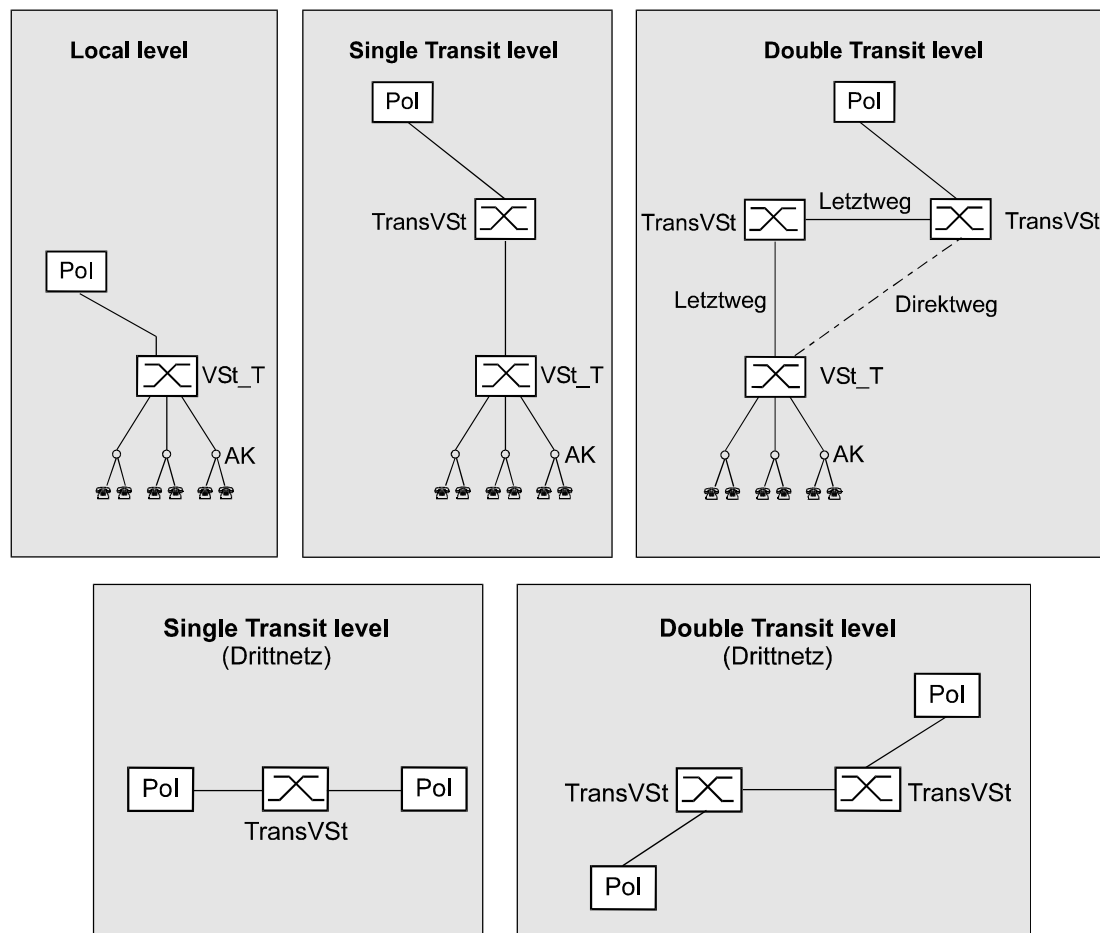 Local level
PoI
VSt_T
AK
Single Transit level
PoI
TransVSt
VSt_T
AK
Double Transit level
PoI
Letztweg
TransVSt
TransVSt
Letztweg
Direktweg
VSt_T
AK
Single Transit level
(Drittnetz)
PoI
PoI
TransVSt
Double Transit level
(Drittnetz)
PoI
TransVSt
TransVSt
PoI